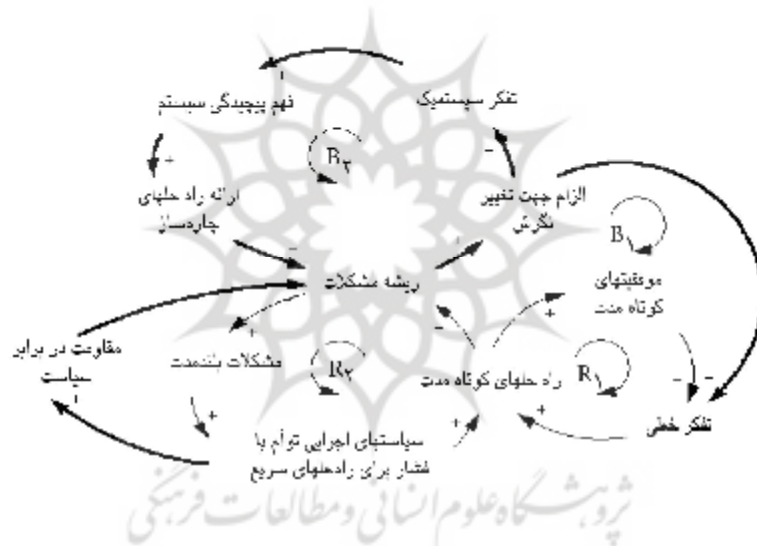 تفکر سیستمیک
فهم پیچیدگی سیستم
+
+
B۲
−
ارائه راه حلهای
چاره‌ساز
الزام جهت تغییر
نگرش
B۱
−
+
ریشه مشکلات
موفقیتهای
کوتاه مدت
+
−
+
مقاومت در برابر
سیاست
+
مشکلات بلندمدت
R۲
راه حلهای کوتاه مدت
R۱
−
−
+
+
+
تفکر خطی
سیاستهای اجرایی توأم با
فشار برای راه‌حلهای سریع
پژوهشگاه علوم انسانی و مطالعات فرهنگی